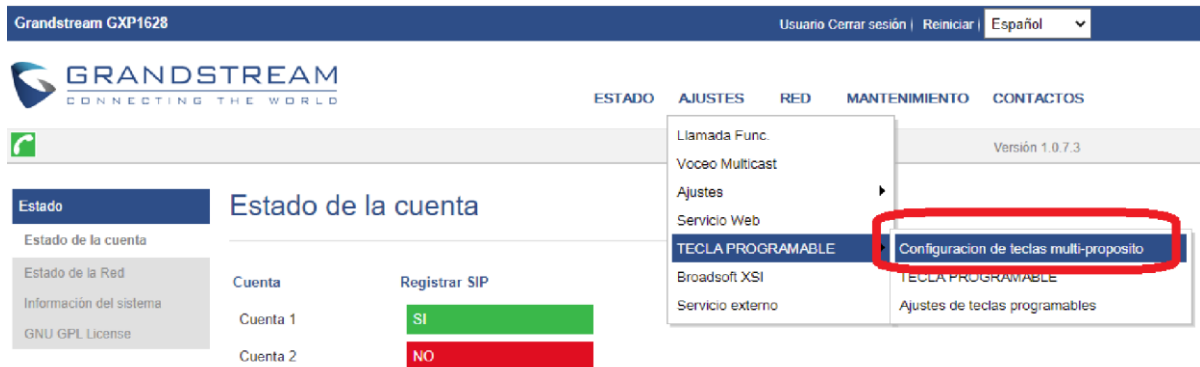 Grandstream GXP1628
Usuario Cerrar sesión | Reiniciar | Español
GRANDSTREAM
CONNECTING THE WORLD
ESTADO AJUSTES RED MANTENIMIENTO CONTACTOS
Versión 1.0.7.3
Llamada Func.
Voceo Multicast
Ajustes
Servicio Web
TECLA PROGRAMABLE
Broadsoft XSI
Servicio externo
Configuracion de teclas multi-proposito
TECLA PROGRAMABLE
Ajustes de teclas programables
Estado
Estado de la cuenta
Estado de la Red
Información del sistema
GNU GPL License
Estado de la cuenta
Cuenta Registrar SIP
Cuenta 1 SI
Cuenta 2 NO